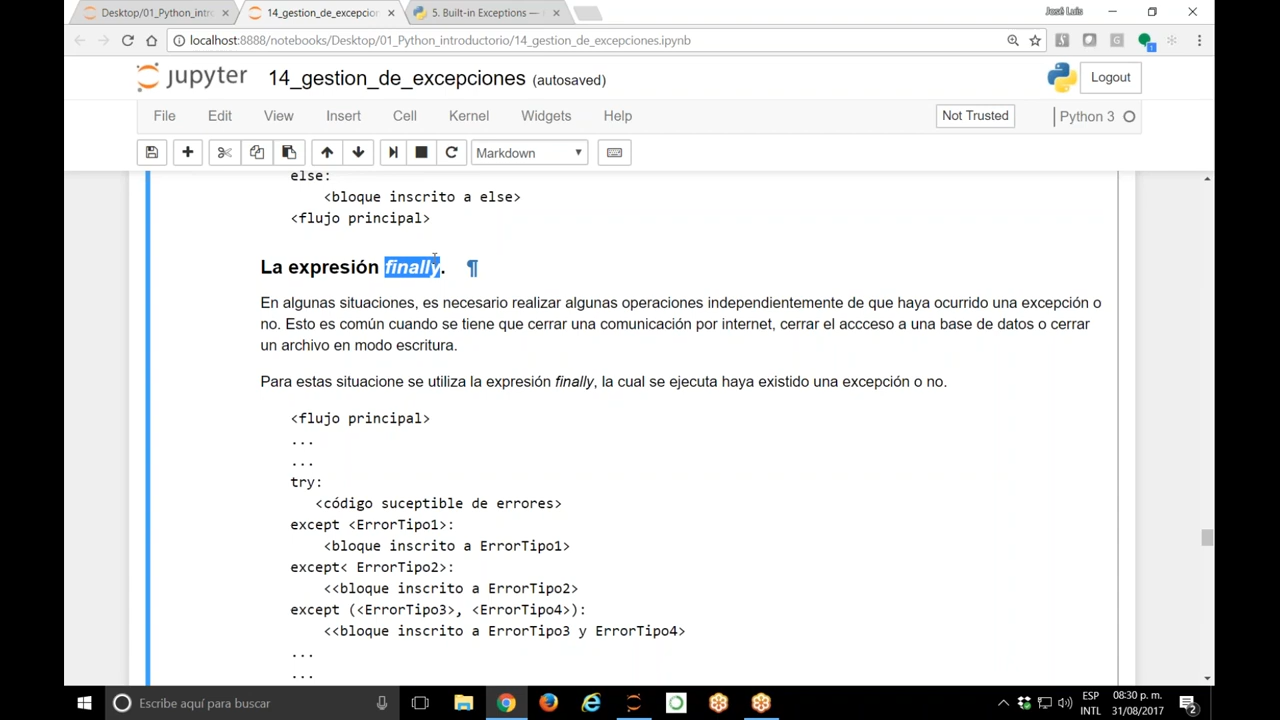 Desktop/01_Python_intro
14_gestion_de_excepcion
5. Built-in Exceptions —
José Luis
localhost:8888/notebooks/Desktop/01_Python_introductorio/14_gestion_de_excepciones.ipynb
jupyter 14_gestion_de_excepciones (autosaved)
Logout
File Edit View Insert Cell Kernel Widgets Help
Not Trusted
Python 3
Markdown
else:
<bloque inscrito a else>
<flujo principal>
La expresión finally. ¶
En algunas situaciones, es necesario realizar algunas operaciones independientemente de que haya ocurrido una excepción o
no. Esto es común cuando se tiene que cerrar una comunicación por internet, cerrar el accceso a una base de datos o cerrar
un archivo en modo escritura.
Para estas situacione se utiliza la expresión finally, la cual se ejecuta haya existido una excepción o no.
<flujo principal>
...
...
try:
<código suceptible de errores>
except <ErrorTipo1>:
<bloque inscrito a ErrorTipo1>
except< ErrorTipo2>:
<<bloque inscrito a ErrorTipo2>
except (<ErrorTipo3>, <ErrorTipo4>):
<<bloque inscrito a ErrorTipo3 y ErrorTipo4>
...
...
Escribe aquí para buscar
ESP
INTL
08:30 p. m.
31/08/2017
2